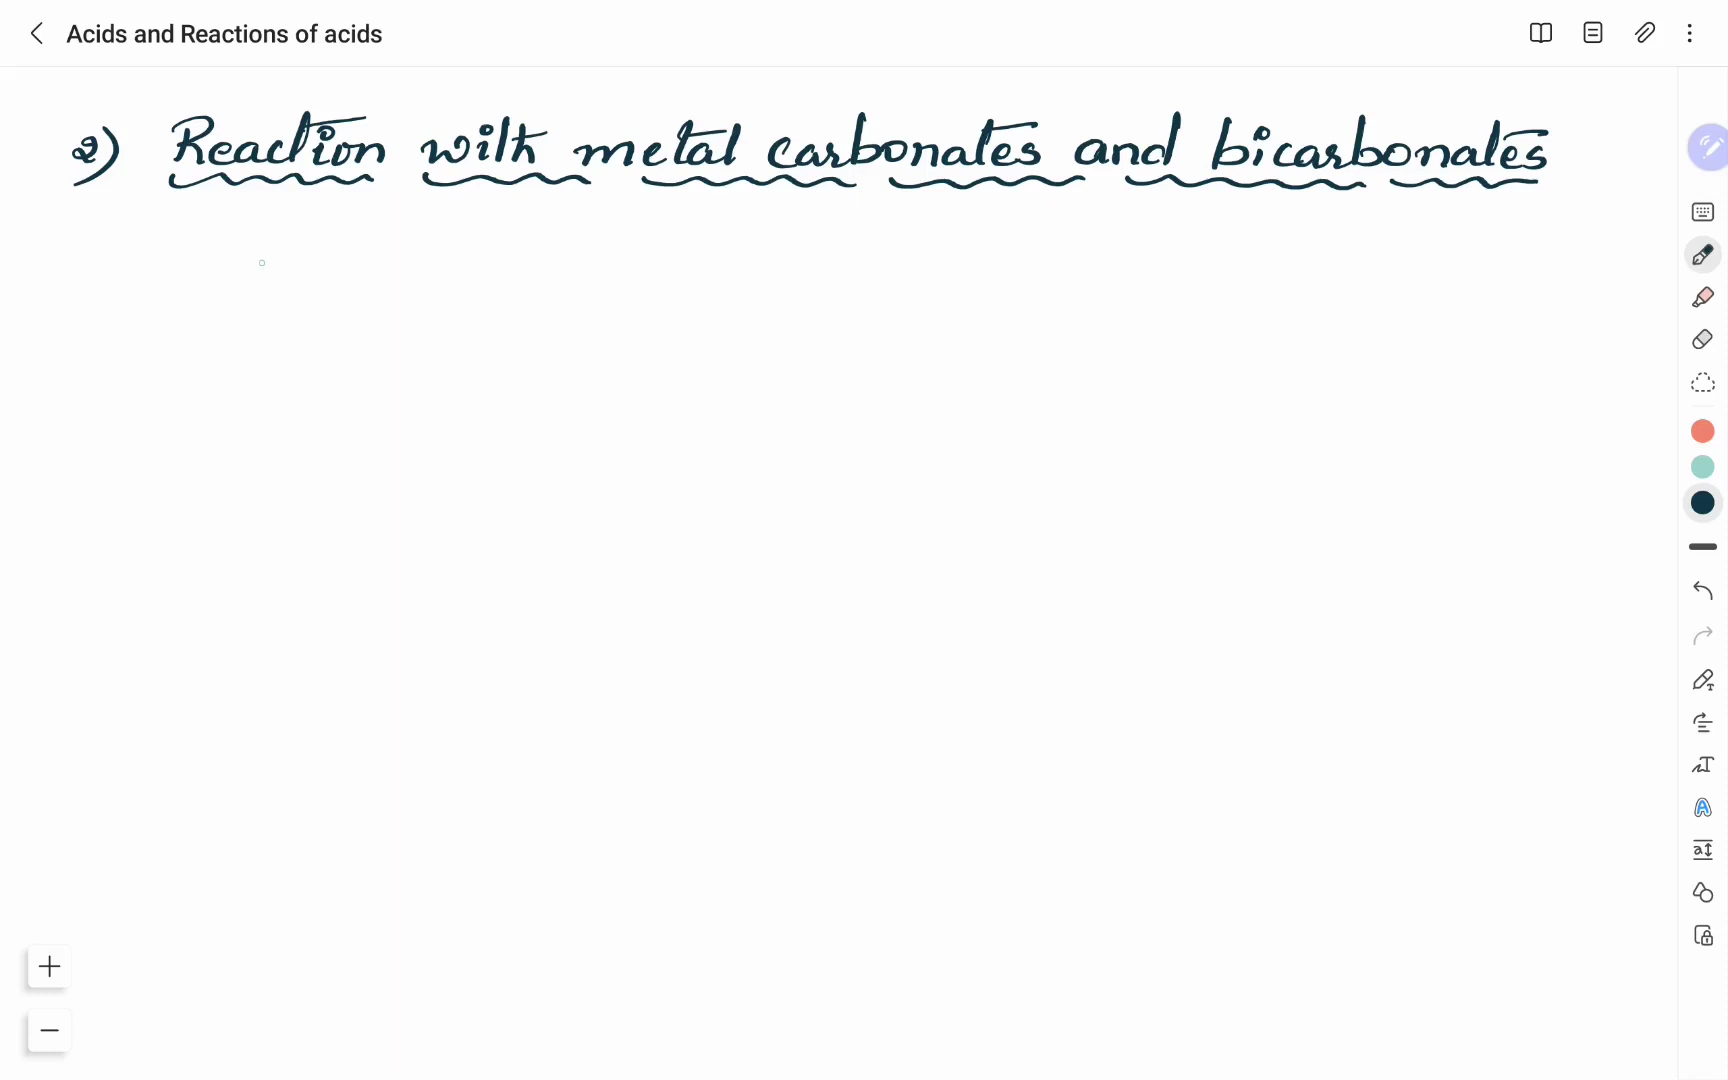 Acids and Reactions of acids
2) Reaction with metal carbonates and bicarbonates